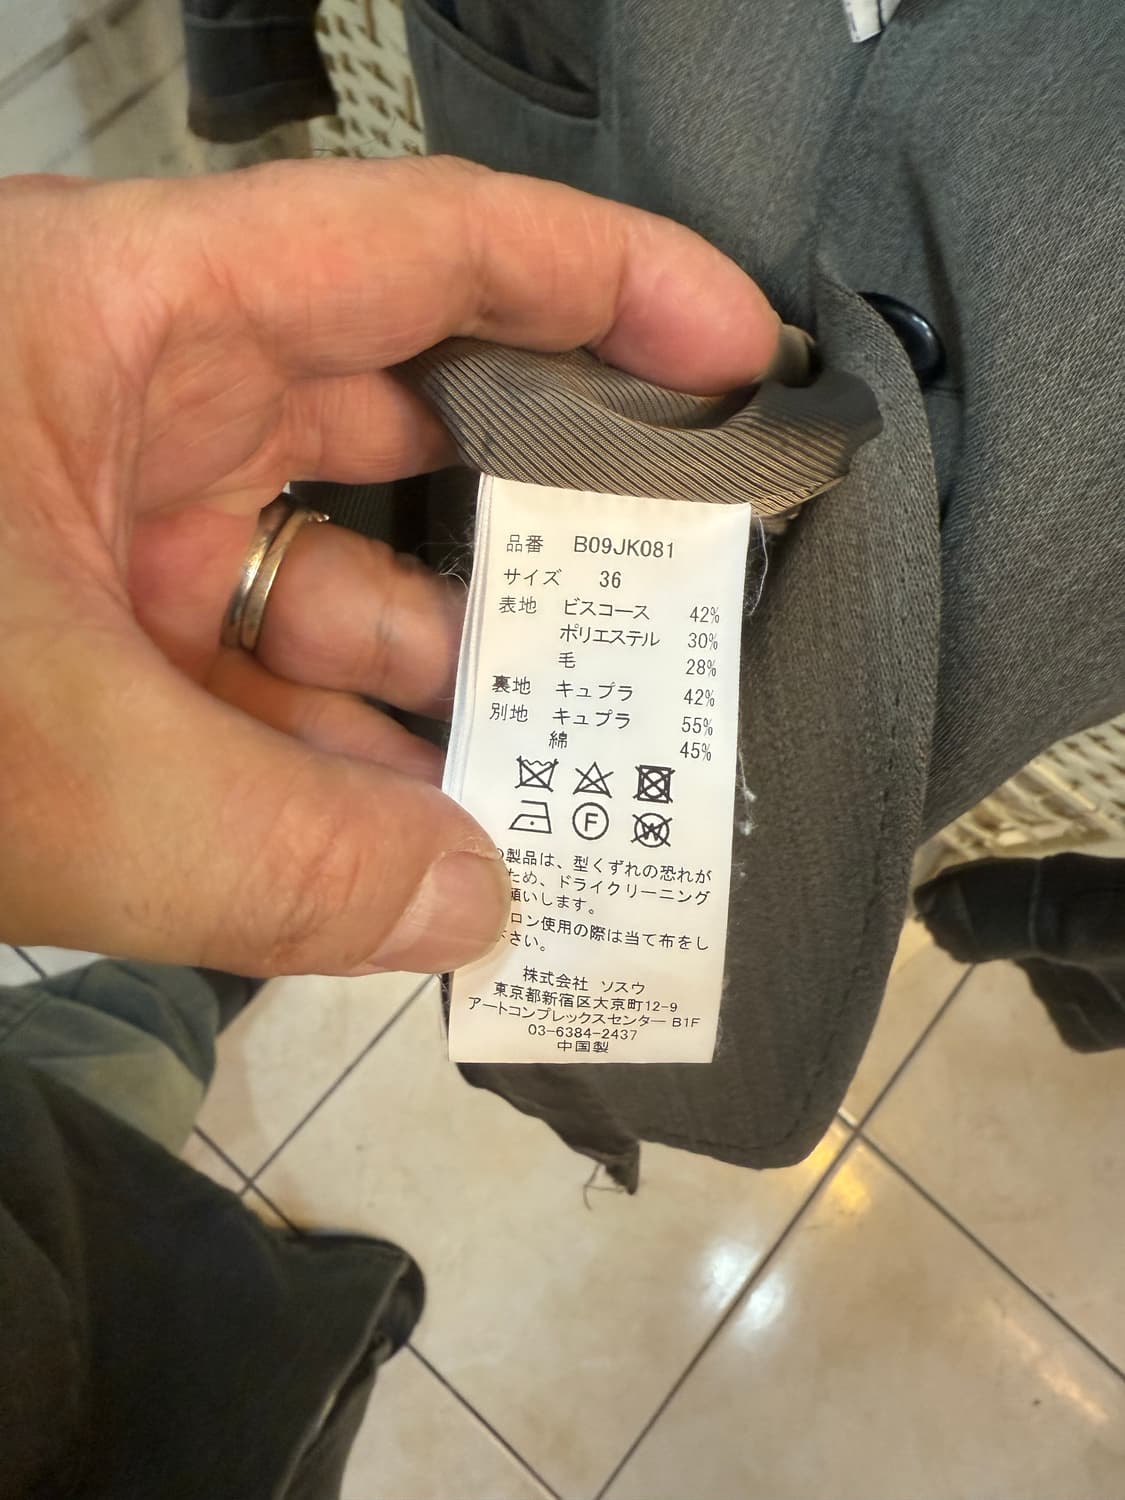 品番 B09JK081
サイズ 36
表地 ビスコース 42%
ポリエステル 30%
毛 28%
裏地 キュプラ 42%
別地 キュプラ 55%
綿 45%
F
W
製品は、型くずれの恐れが
ため、ドライクリーニング
願いします。
ロン使用の際は当て布をし
さい。
株式会社 ソスウ
東京都新宿区大京町12-9
アートコンプレックスセンター B1F
03-6384-2437
中国製